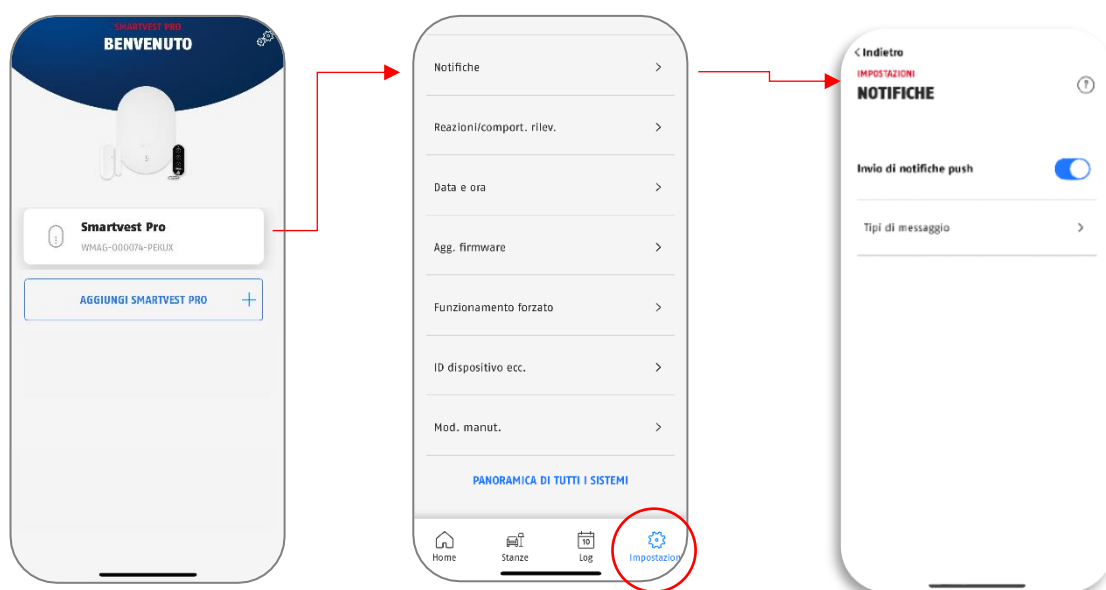 SMARTVEST PRO
BENVENUTO
Smartvest Pro
WMAG-000074-PEKUX
AGGIUNGI SMARTVEST PRO
Notifiche
Reazioni/comport. rilev.
Data e ora
Agg. firmware
Funzionamento forzato
ID dispositivo ecc.
Mod. manut.
PANORAMICA DI TUTTI I SISTEMI
10
Home Stanze Log Impostazion
< Indietro
IMPOSTAZIONI
NOTIFICHE
?
Invio di notifiche push
Tipi di messaggio